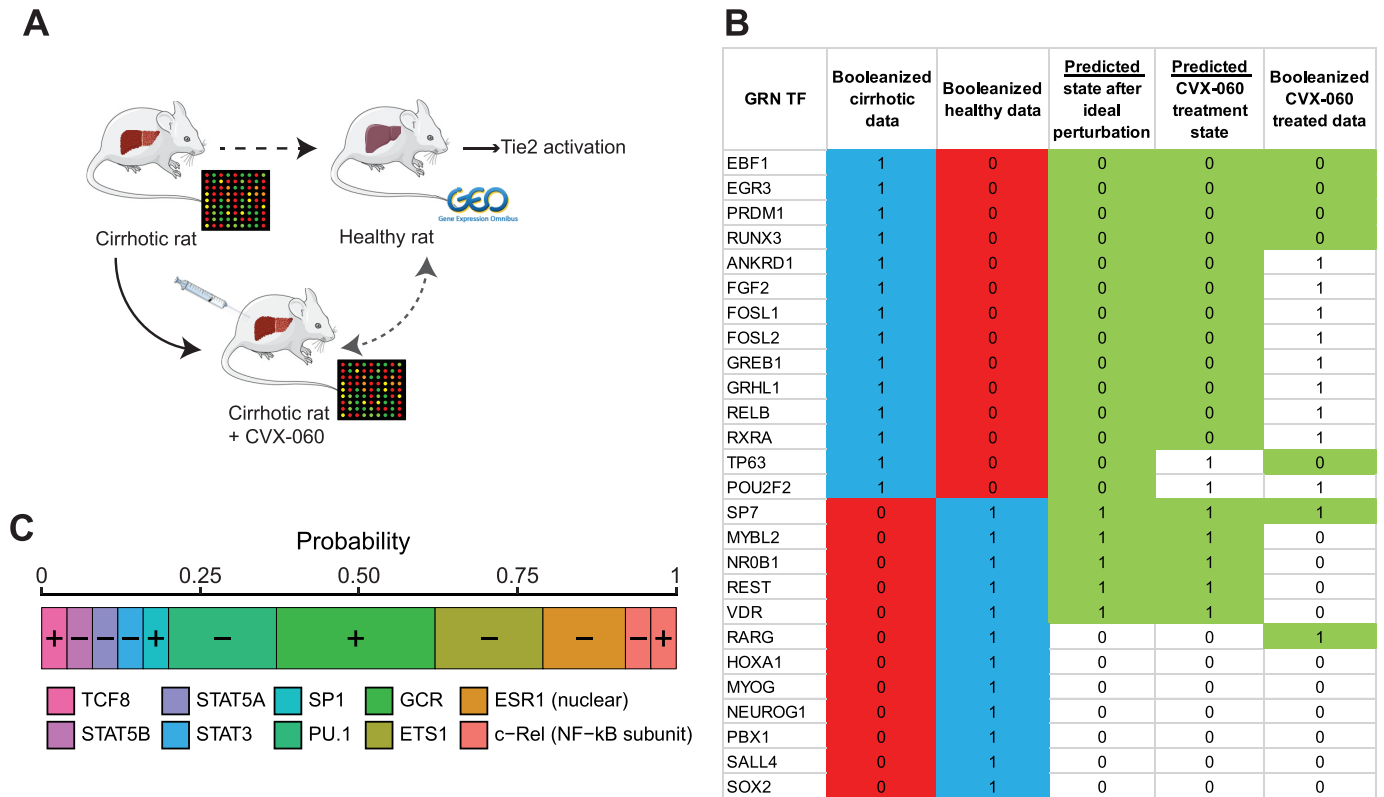 A
Tie2 activation
GEO
Gene Expression Omnibus
Cirrhotic rat
Healthy rat
Cirrhotic rat
+ CVX-060
B
GRN TF
Booleanized
cirrhotic
data
Booleanized
healthy data
Predicted
state after
ideal
perturbation
Predicted
CVX-060
treatment
state
Booleanized
CVX-060
treated data
EBF1 1 0 0 0 0
EGR3 1 0 0 0 0
PRDM1 1 0 0 0 0
RUNX3 1 0 0 0 0
ANKRD1 1 0 0 0 1
FGF2 1 0 0 0 1
FOSL1 1 0 0 0 1
FOSL2 1 0 0 0 1
GREB1 1 0 0 0 1
GRHL1 1 0 0 0 1
RELB 1 0 0 0 1
RXRA 1 0 0 0 1
TP63 1 0 0 1 0
POU2F2 1 0 0 1 1
SP7 0 1 1 1 1
MYBL2 0 1 1 1 0
NR0B1 0 1 1 1 0
REST 0 1 1 1 0
VDR 0 1 1 1 0
RARG 0 1 0 0 1
HOXA1 0 1 0 0 0
MYOG 0 1 0 0 0
NEUROG1 0 1 0 0 0
PBX1 0 1 0 0 0
SALL4 0 1 0 0 0
SOX2 0 1 0 0 0
C
Probability
0 0.25 0.50 0.75 1
+ − − − + − + − − − +
TCF8 STAT5A SP1 GCR ESR1 (nuclear)
STAT5B STAT3 PU.1 ETS1 c−Rel (NF−kB subunit)